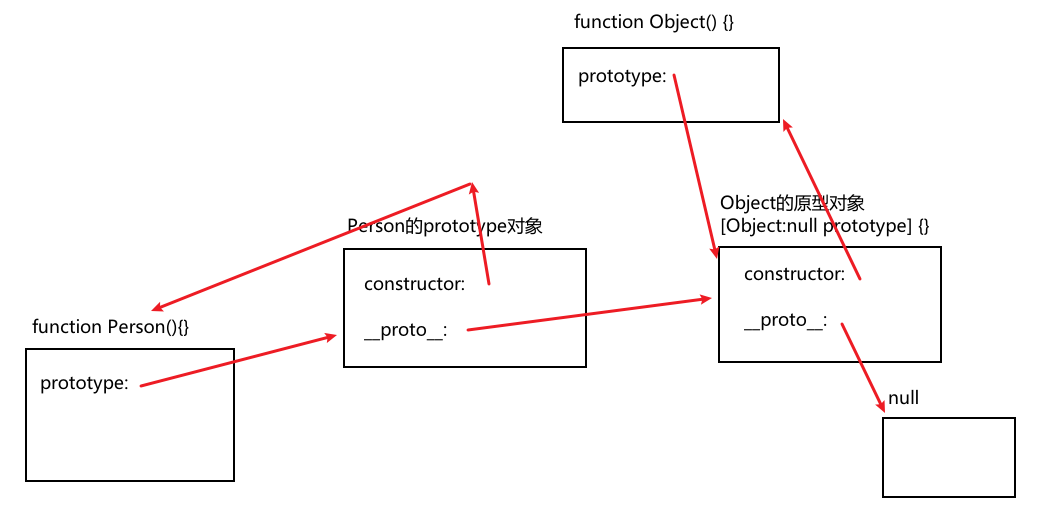 function Object() {}
prototype:
Object的原型对象
[Object:null prototype] {}
Person的prototype对象
constructor:
__proto__:
constructor:
__proto__:
function Person(){}
prototype:
null